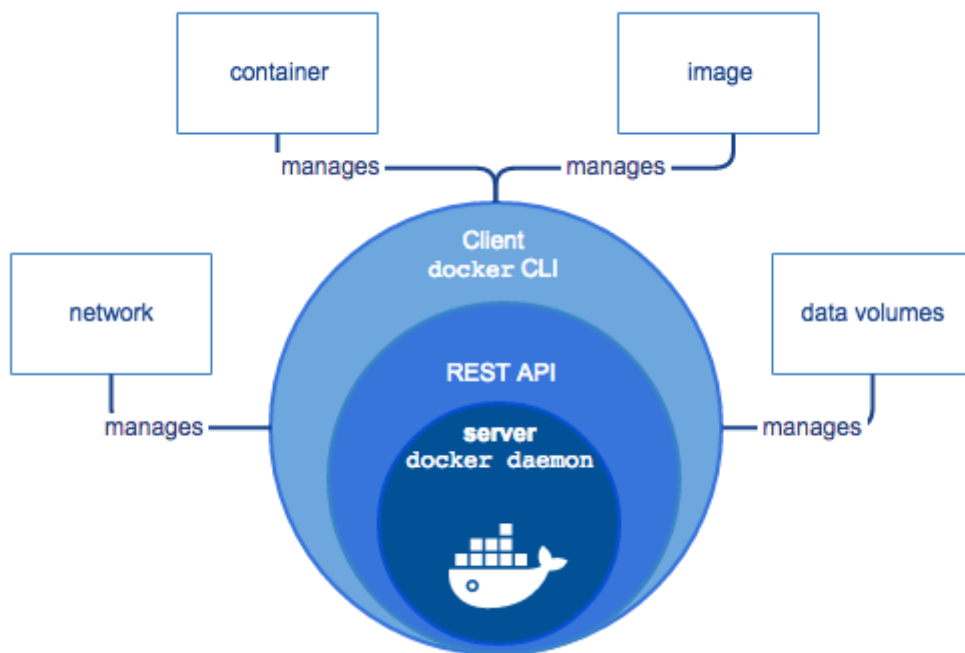 container
image
manages
manages
Client
docker CLI
network
data volumes
REST API
manages
server
docker daemon
manages